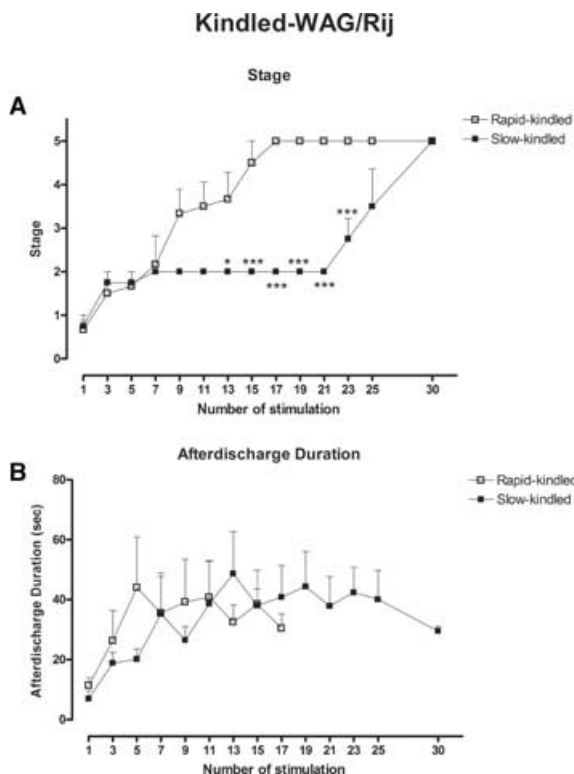 Kindled-WAG/Rij
Stage
A
Rapid-kindled
Slow-kindled
5
4
3
2
1
0
Stage
***
* *** ***
*** ***
1 3 5 7 9 11 13 15 17 19 21 23 25 30
Number of stimulation
Afterdischarge Duration
B
Rapid-kindled
Slow-kindled
80
60
40
20
0
Afterdischarge Duration (sec)
1 3 5 7 9 11 13 15 17 19 21 23 25 30
Number of stimulation